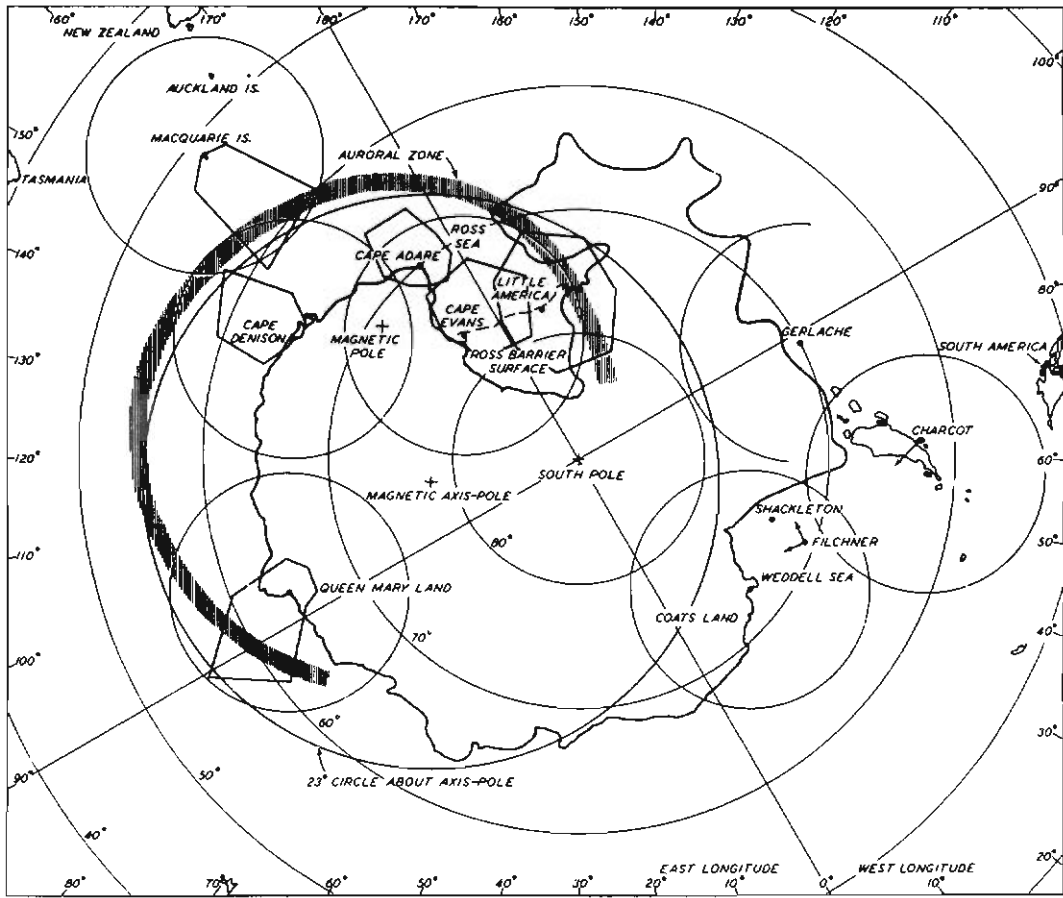 160°
170°
180°
170°
160°
150°
140°
130°
120°
110°
NEW ZEALAND
100°
AUCKLAND IS.
150°
MACQUARIE IS.
AURORAL ZONE
TASMANIA
90°
140°
ROSS
SEA
CAPE ADARE
LITTLE
AMERICA
80°
CAPE
EVANS
CAPE
DENISON
MAGNETIC
POLE
GERLACHE
SOUTH AMERICA
130°
ROSS BARRIER
SURFACE
70°
CHARCOT
120°
SOUTH POLE
60°
MAGNETIC AXIS-POLE
SHACKLETON
FILCHNER
110°
80°
50°
WEDDELL SEA
QUEEN MARY LAND
COATS LAND
70°
40°
100°
60°
30°
90°
50°
23° CIRCLE ABOUT AXIS-POLE
40°
20°
EAST LONGITUDE
WEST LONGITUDE
80°
70°
60°
50°
40°
30°
20°
10°
0°
10°